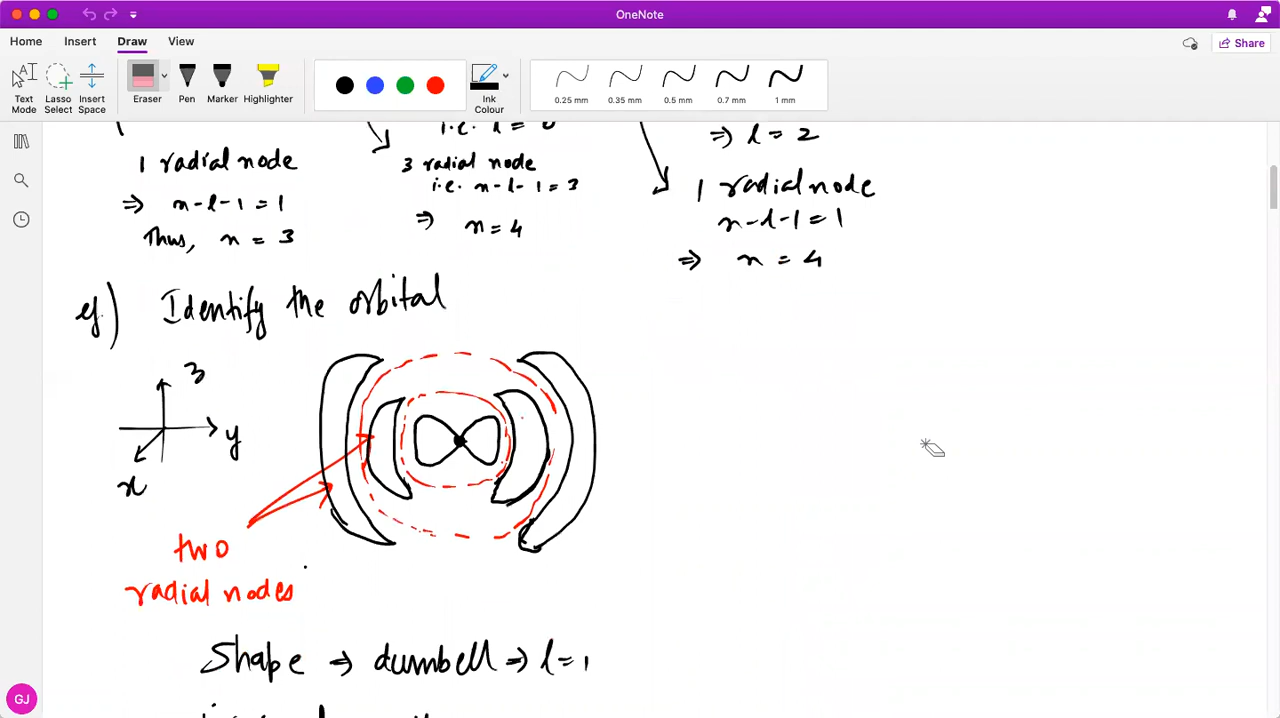 OneNote
Home Insert Draw View
Share
Text Mode
Lasso Select
Insert Space
Eraser
Pen
Marker
Highlighter
Ink Colour
0.25 mm 0.35 mm 0.5 mm 0.7 mm 1 mm
1 radial node
⇒ n-l-1 = 1
Thus, n = 3
i.e. l = 0
3 radial node
i.e. n-l-1 = 3
⇒ n = 4
⇒ l = 2
1 radial node
n-l-1 = 1
⇒ n = 4
eg) Identify the orbital
z
y
x
two
radial nodes
Shape ⇒ dumbell ⇒ l = 1
GJ